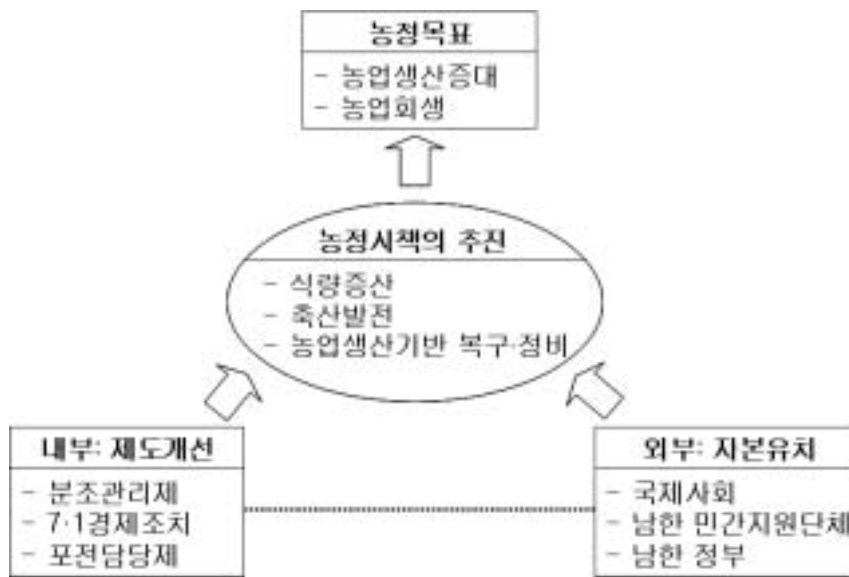 농정목표
- 농업생산증대
- 농업회생
농정시책의 추진
- 식량증산
- 축산발전
- 농업생산기반 복구·정비
내부: 제도개선
- 분조관리제
- 7·1경제조치
- 포전담당제
외부: 자본유치
- 국제사회
- 남한 민간지원단체
- 남한 정부